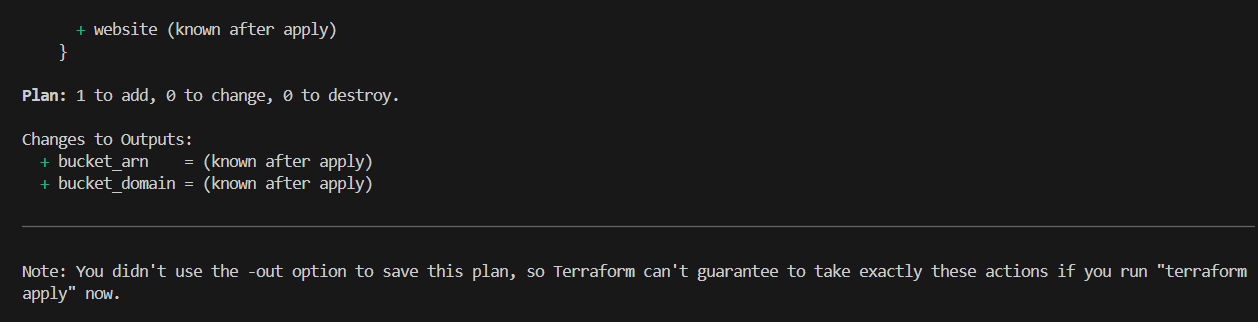 + website (known after apply)
}
Plan: 1 to add, 0 to change, 0 to destroy.
Changes to Outputs:
+ bucket_arn    = (known after apply)
+ bucket_domain = (known after apply)
Note: You didn't use the -out option to save this plan, so Terraform can't guarantee to take exactly these actions if you run "terraform
apply" now.